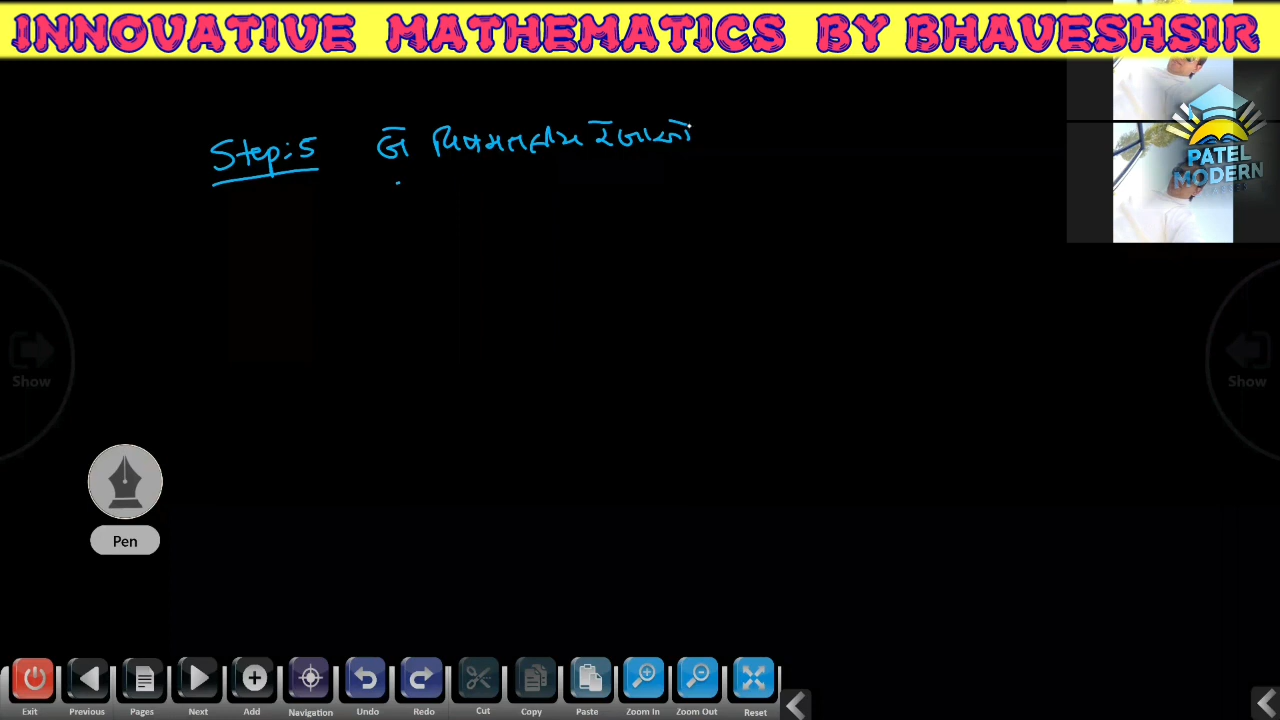 INNOVATIVE MATHEMATICS BY BHAVESHSIR
PATEL
MODERN
Step:5 બે વિષમતલીય રેખાઓ
Show
Show
Pen
Exit Previous Pages Next Add Navigation Undo Redo Cut Copy Paste Zoom In Zoom Out Reset